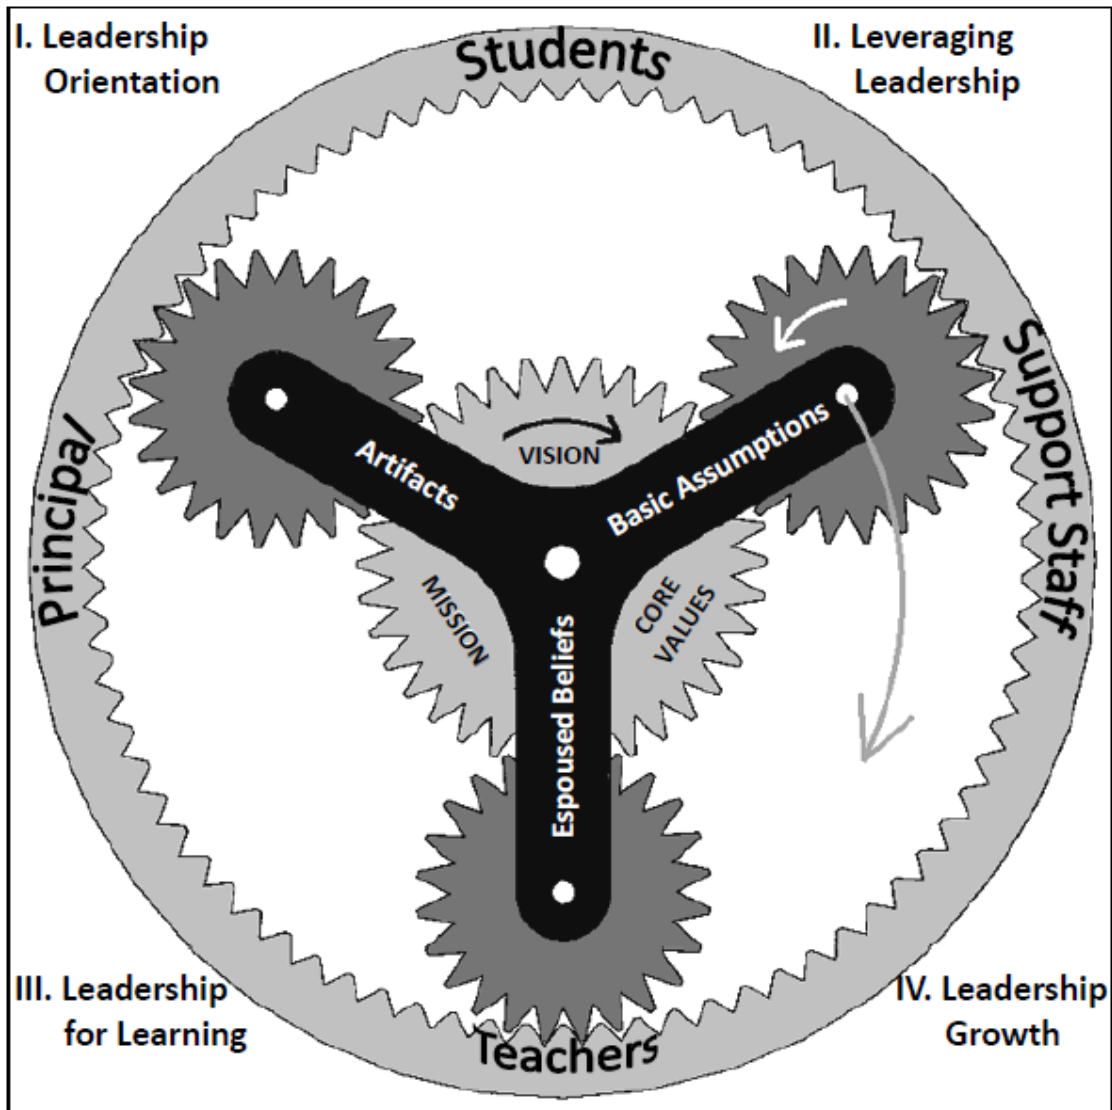 I. Leadership
Orientation
Students
II. Leveraging
Leadership
Principal
Support Staff
Artifacts
VISION
Basic Assumptions
MISSION
CORE
VALUES
Espoused Beliefs
III. Leadership
for Learning
Teachers
IV. Leadership
Growth